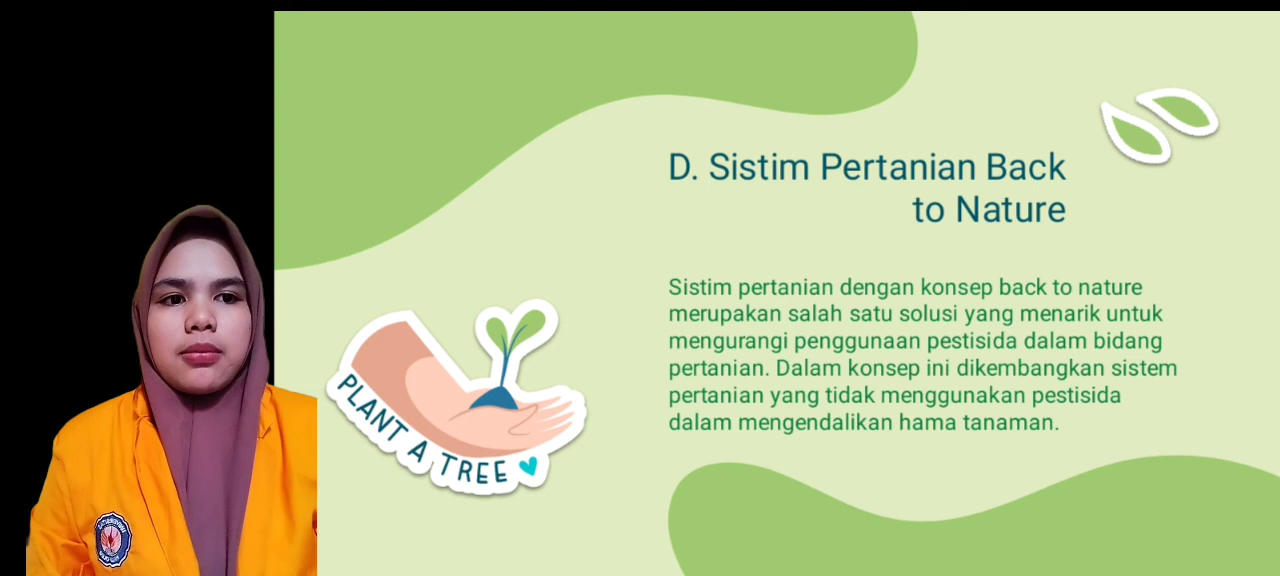 D. Sistim Pertanian Back
to Nature
Sistim pertanian dengan konsep back to nature
merupakan salah satu solusi yang menarik untuk
mengurangi penggunaan pestisida dalam bidang
pertanian. Dalam konsep ini dikembangkan sistem
pertanian yang tidak menggunakan pestisida
dalam mengendalikan hama tanaman.
PLANT A TREE